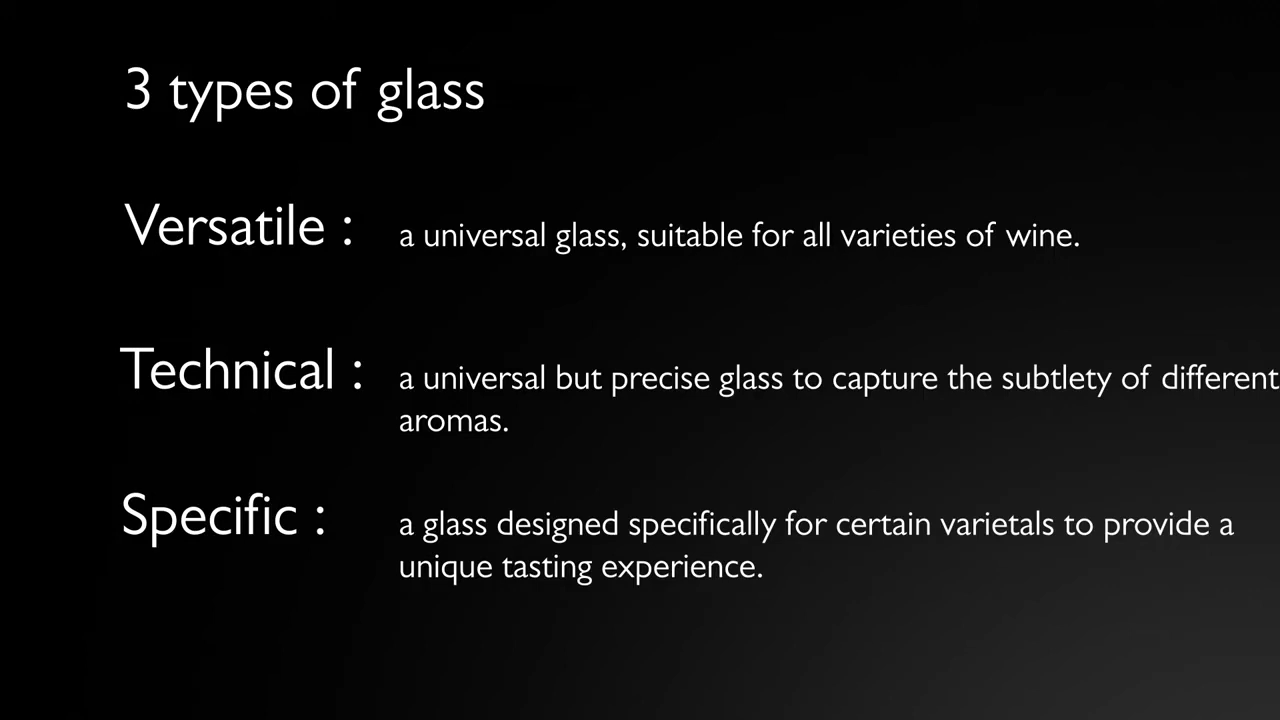 3 types of glass
Versatile : a universal glass, suitable for all varieties of wine.
Technical : a universal but precise glass to capture the subtlety of different
aromas.
Specific : a glass designed specifically for certain varietals to provide a
unique tasting experience.